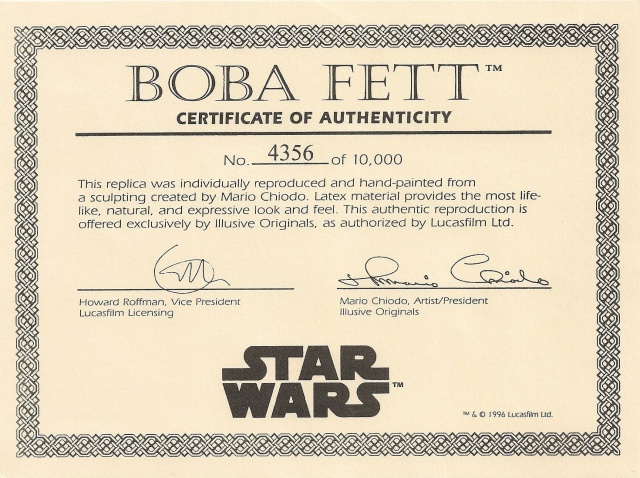 BOBA FETT™
CERTIFICATE OF AUTHENTICITY
No. 4356 of 10,000
This replica was individually reproduced and hand-painted from
a sculpting created by Mario Chiodo. Latex material provides the most life-
like, natural, and expressive look and feel. This authentic reproduction is
offered exclusively by Illusive Originals, as authorized by Lucasfilm Ltd.
Mario Chiodo
Howard Roffman, Vice President
Lucasfilm Licensing
Mario Chiodo, Artist/President
Illusive Originals
STAR
WARS™
™ & © 1996 Lucasfilm Ltd.